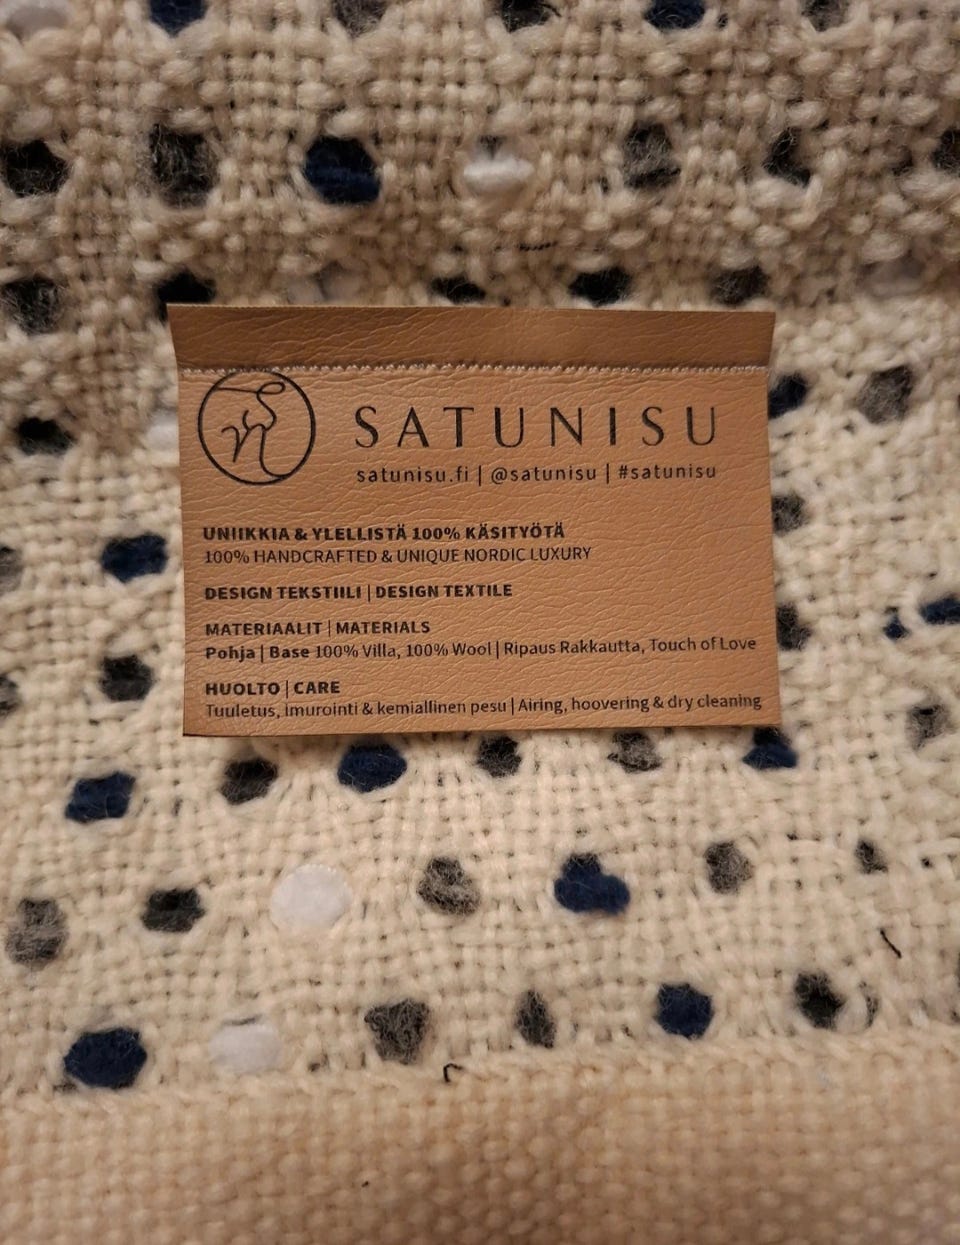 SATUNISU
satunisu.fi | @satunisu | #satunisu
UNIIKKIA & YLELLISTÄ 100% KÄSITYÖTÄ
100% HANDCRAFTED & UNIQUE NORDIC LUXURY
DESIGN TEKSTIILI | DESIGN TEXTILE
MATERIAALIT | MATERIALS
Pohja | Base 100% Villa, 100% Wool | Ripaus Rakkautta, Touch of Love
HUOLTO | CARE
Tuuletus, imurointi & kemiallinen pesu | Airing, hoovering & dry cleaning